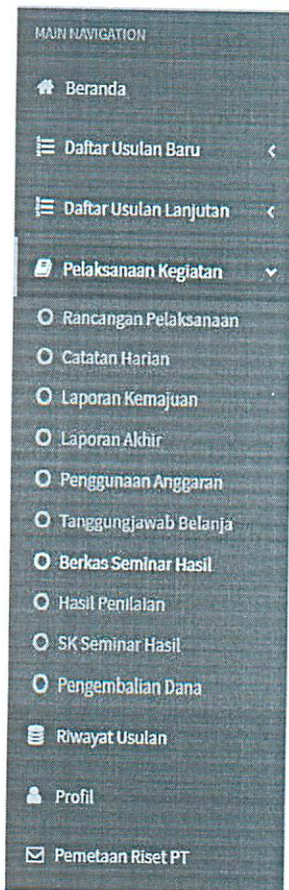 MAIN NAVIGATION
Beranda
Daftar Usulan Baru
Daftar Usulan Lanjutan
Pelaksanaan Kegiatan
Rancangan Pelaksanaan
Catatan Harian
Laporan Kemajuan
Laporan Akhir
Penggunaan Anggaran
Tanggungjawab Belanja
Berkas Seminar Hasil
Hasil Penilaian
SK Seminar Hasil
Pengembalian Dana
Riwayat Usulan
Profil
Pemetaan Riset PT